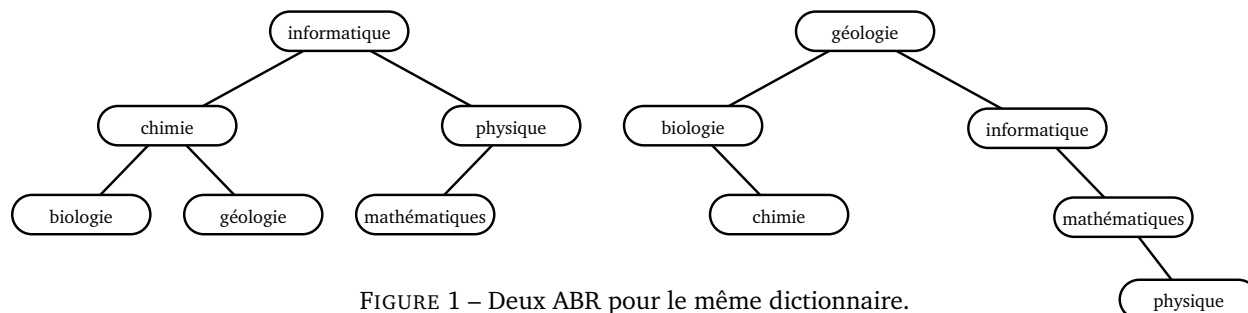 informatique
géologie
chimie
physique
biologie
informatique
biologie
géologie
mathématiques
chimie
mathématiques
physique
FIGURE 1 – Deux ABR pour le même dictionnaire.